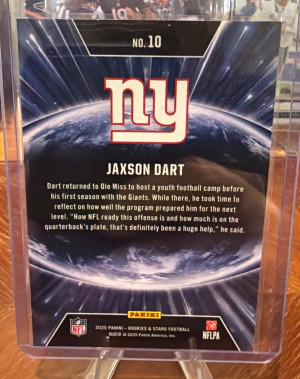 NO. 10
ny
JAXSON DART
Dart returned to Ole Miss to host a youth football camp before
his first season with the Giants. While there, he took time to
reflect on how well the program prepared him for the next
level. "How NFL ready this offense is and how much is on the
quarterback's plate, that's definitely been a huge help," he said.
PANINI
NFL
2025 PANINI – ROOKIES & STARS FOOTBALL
© 2025 Panini America, Inc.
NFLPA